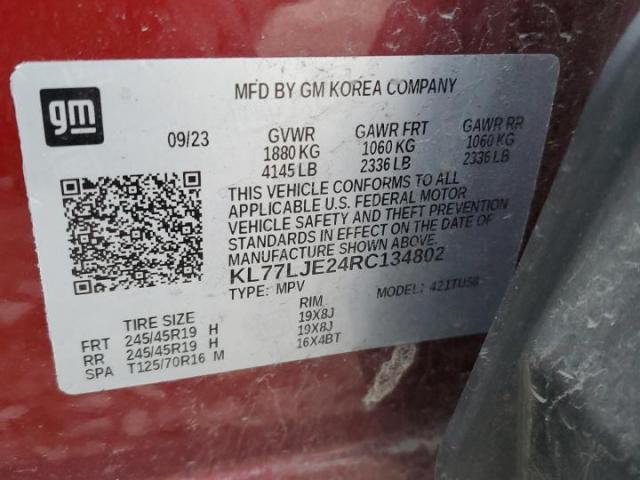 MFD BY GM KOREA COMPANY
gm
09/23 GVWR GAWR FRT GAWR RR
1880 KG 1060 KG 1060 KG
4145 LB 2336 LB 2336 LB
THIS VEHICLE CONFORMS TO ALL
APPLICABLE U.S. FEDERAL MOTOR
VEHICLE SAFETY AND THEFT PREVENTION
STANDARDS IN EFFECT ON THE DATE OF
MANUFACTURE SHOWN ABOVE.
KL77LJE24RC134802
TYPE: MPV MODEL: 421TU58
TIRE SIZE RIM
FRT 245/45R19 H 19X8J
RR 245/45R19 H 19X8J
SPA T125/70R16 M 16X4BT